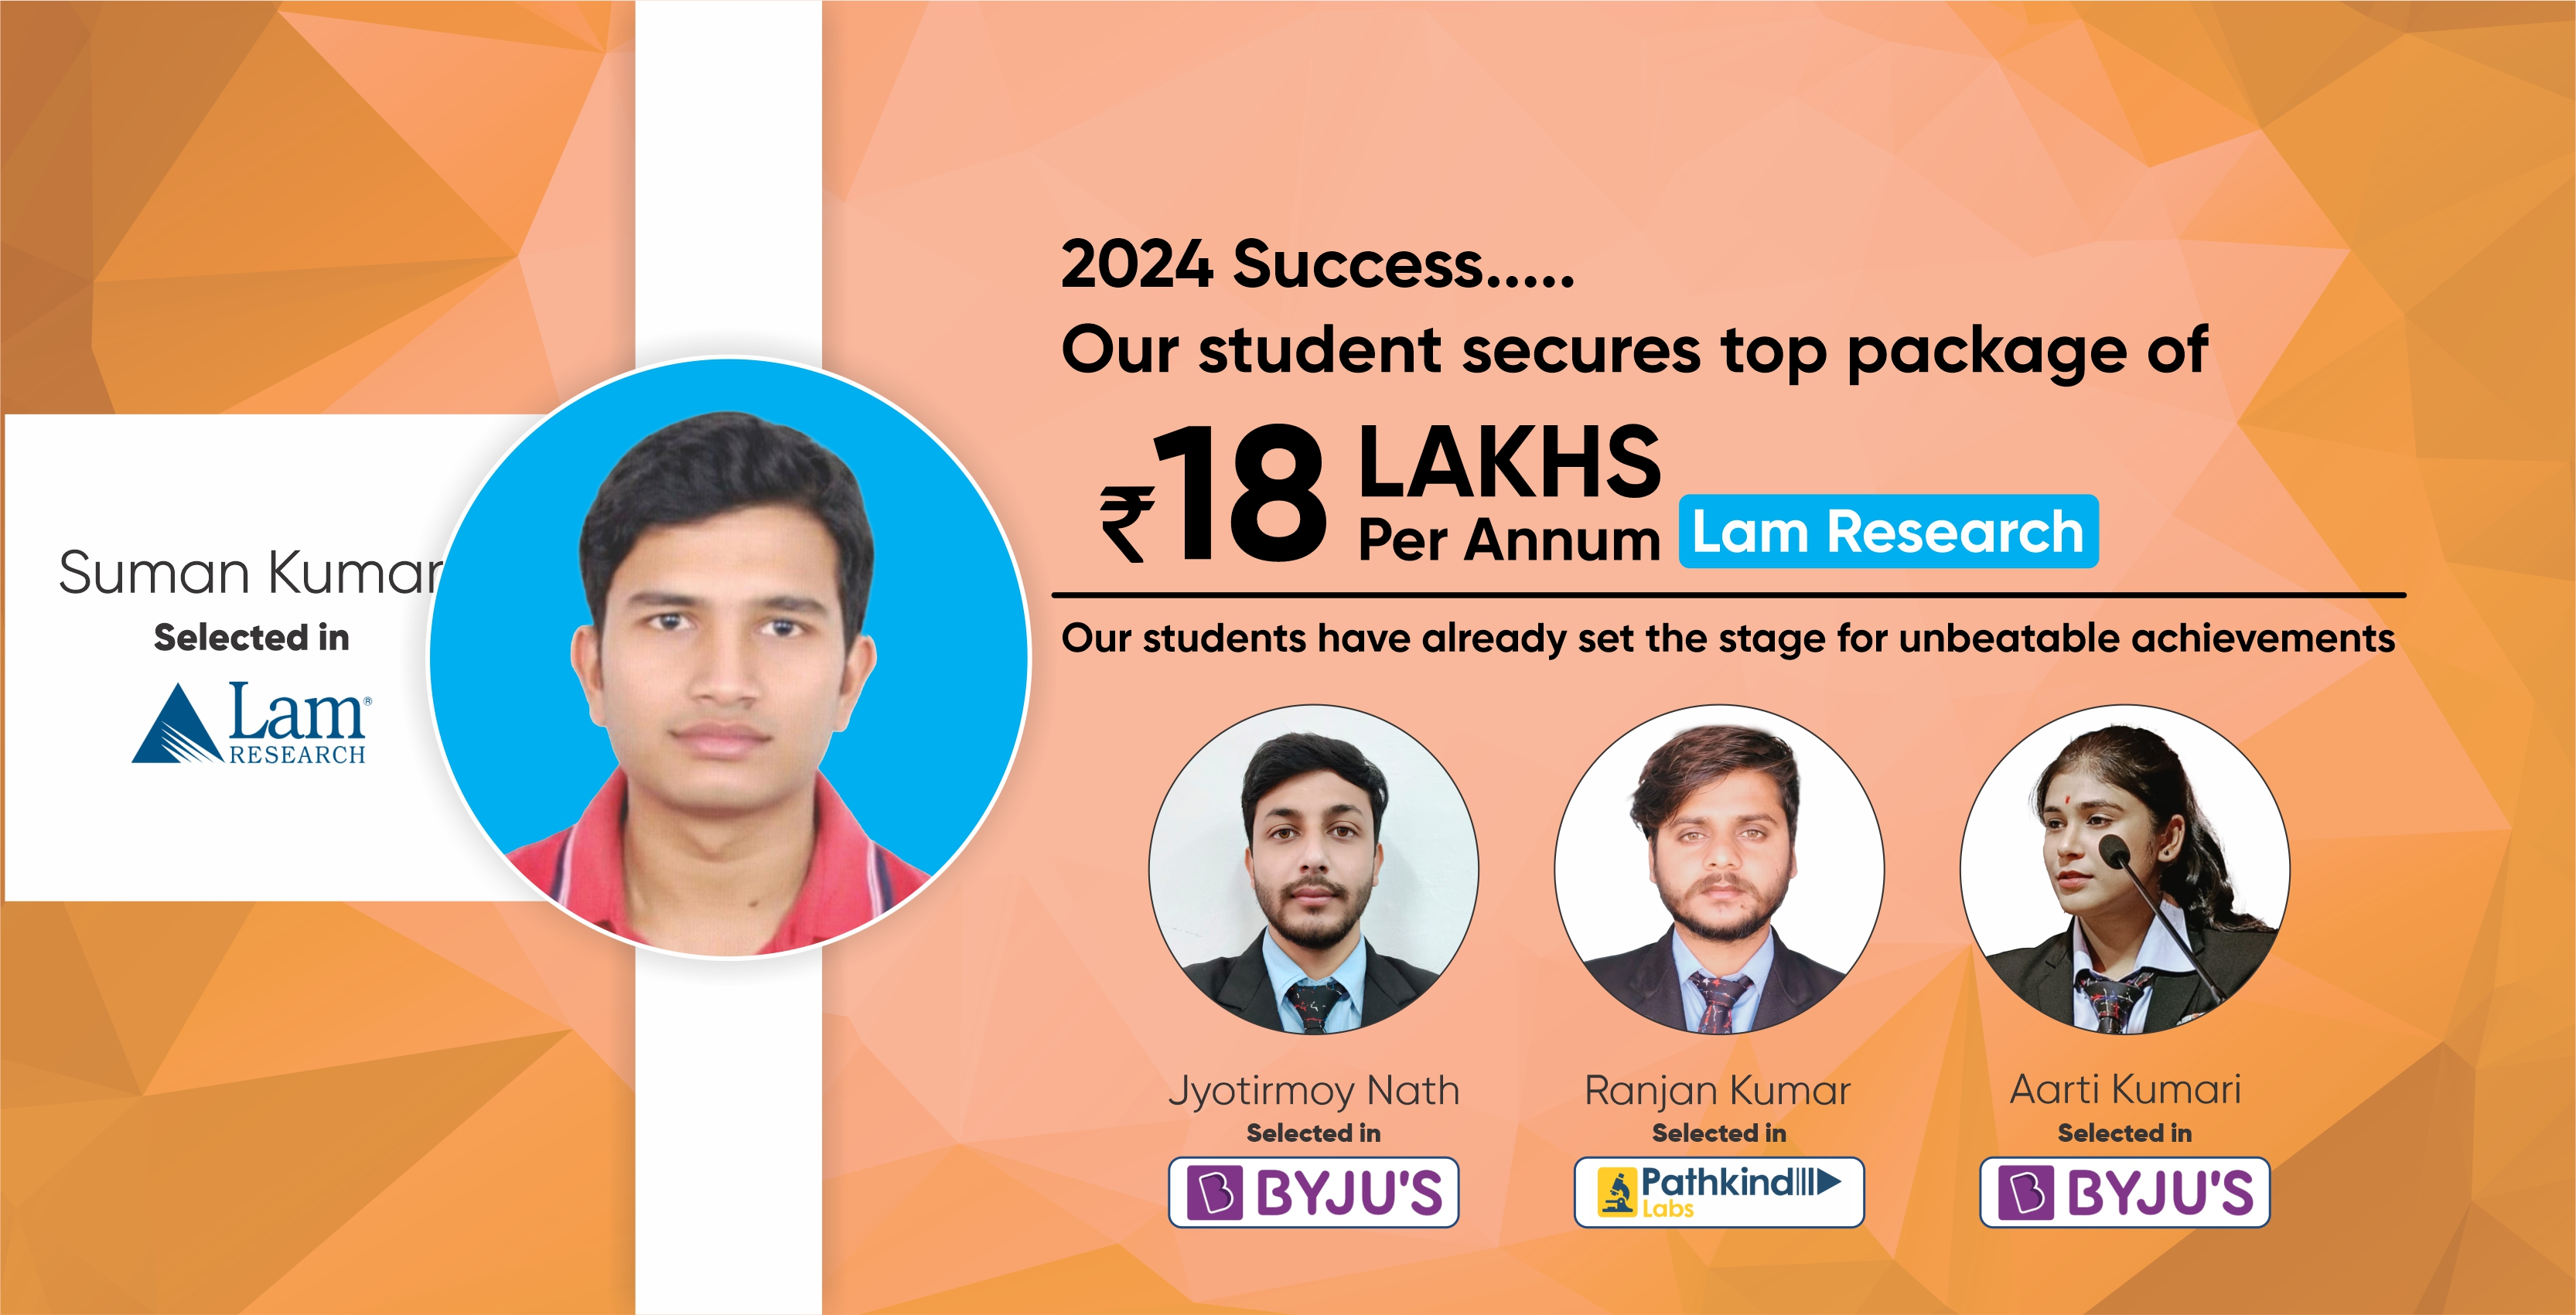 2024 Success.....
Our student secures top package of
₹18 LAKHS
Per Annum Lam Research
Our students have already set the stage for unbeatable achievements
Suman Kumar
Selected in
Lam®
RESEARCH
Jyotirmoy Nath
Selected in
BYJU'S
Ranjan Kumar
Selected in
Pathkind
Labs
Aarti Kumari
Selected in
BYJU'S